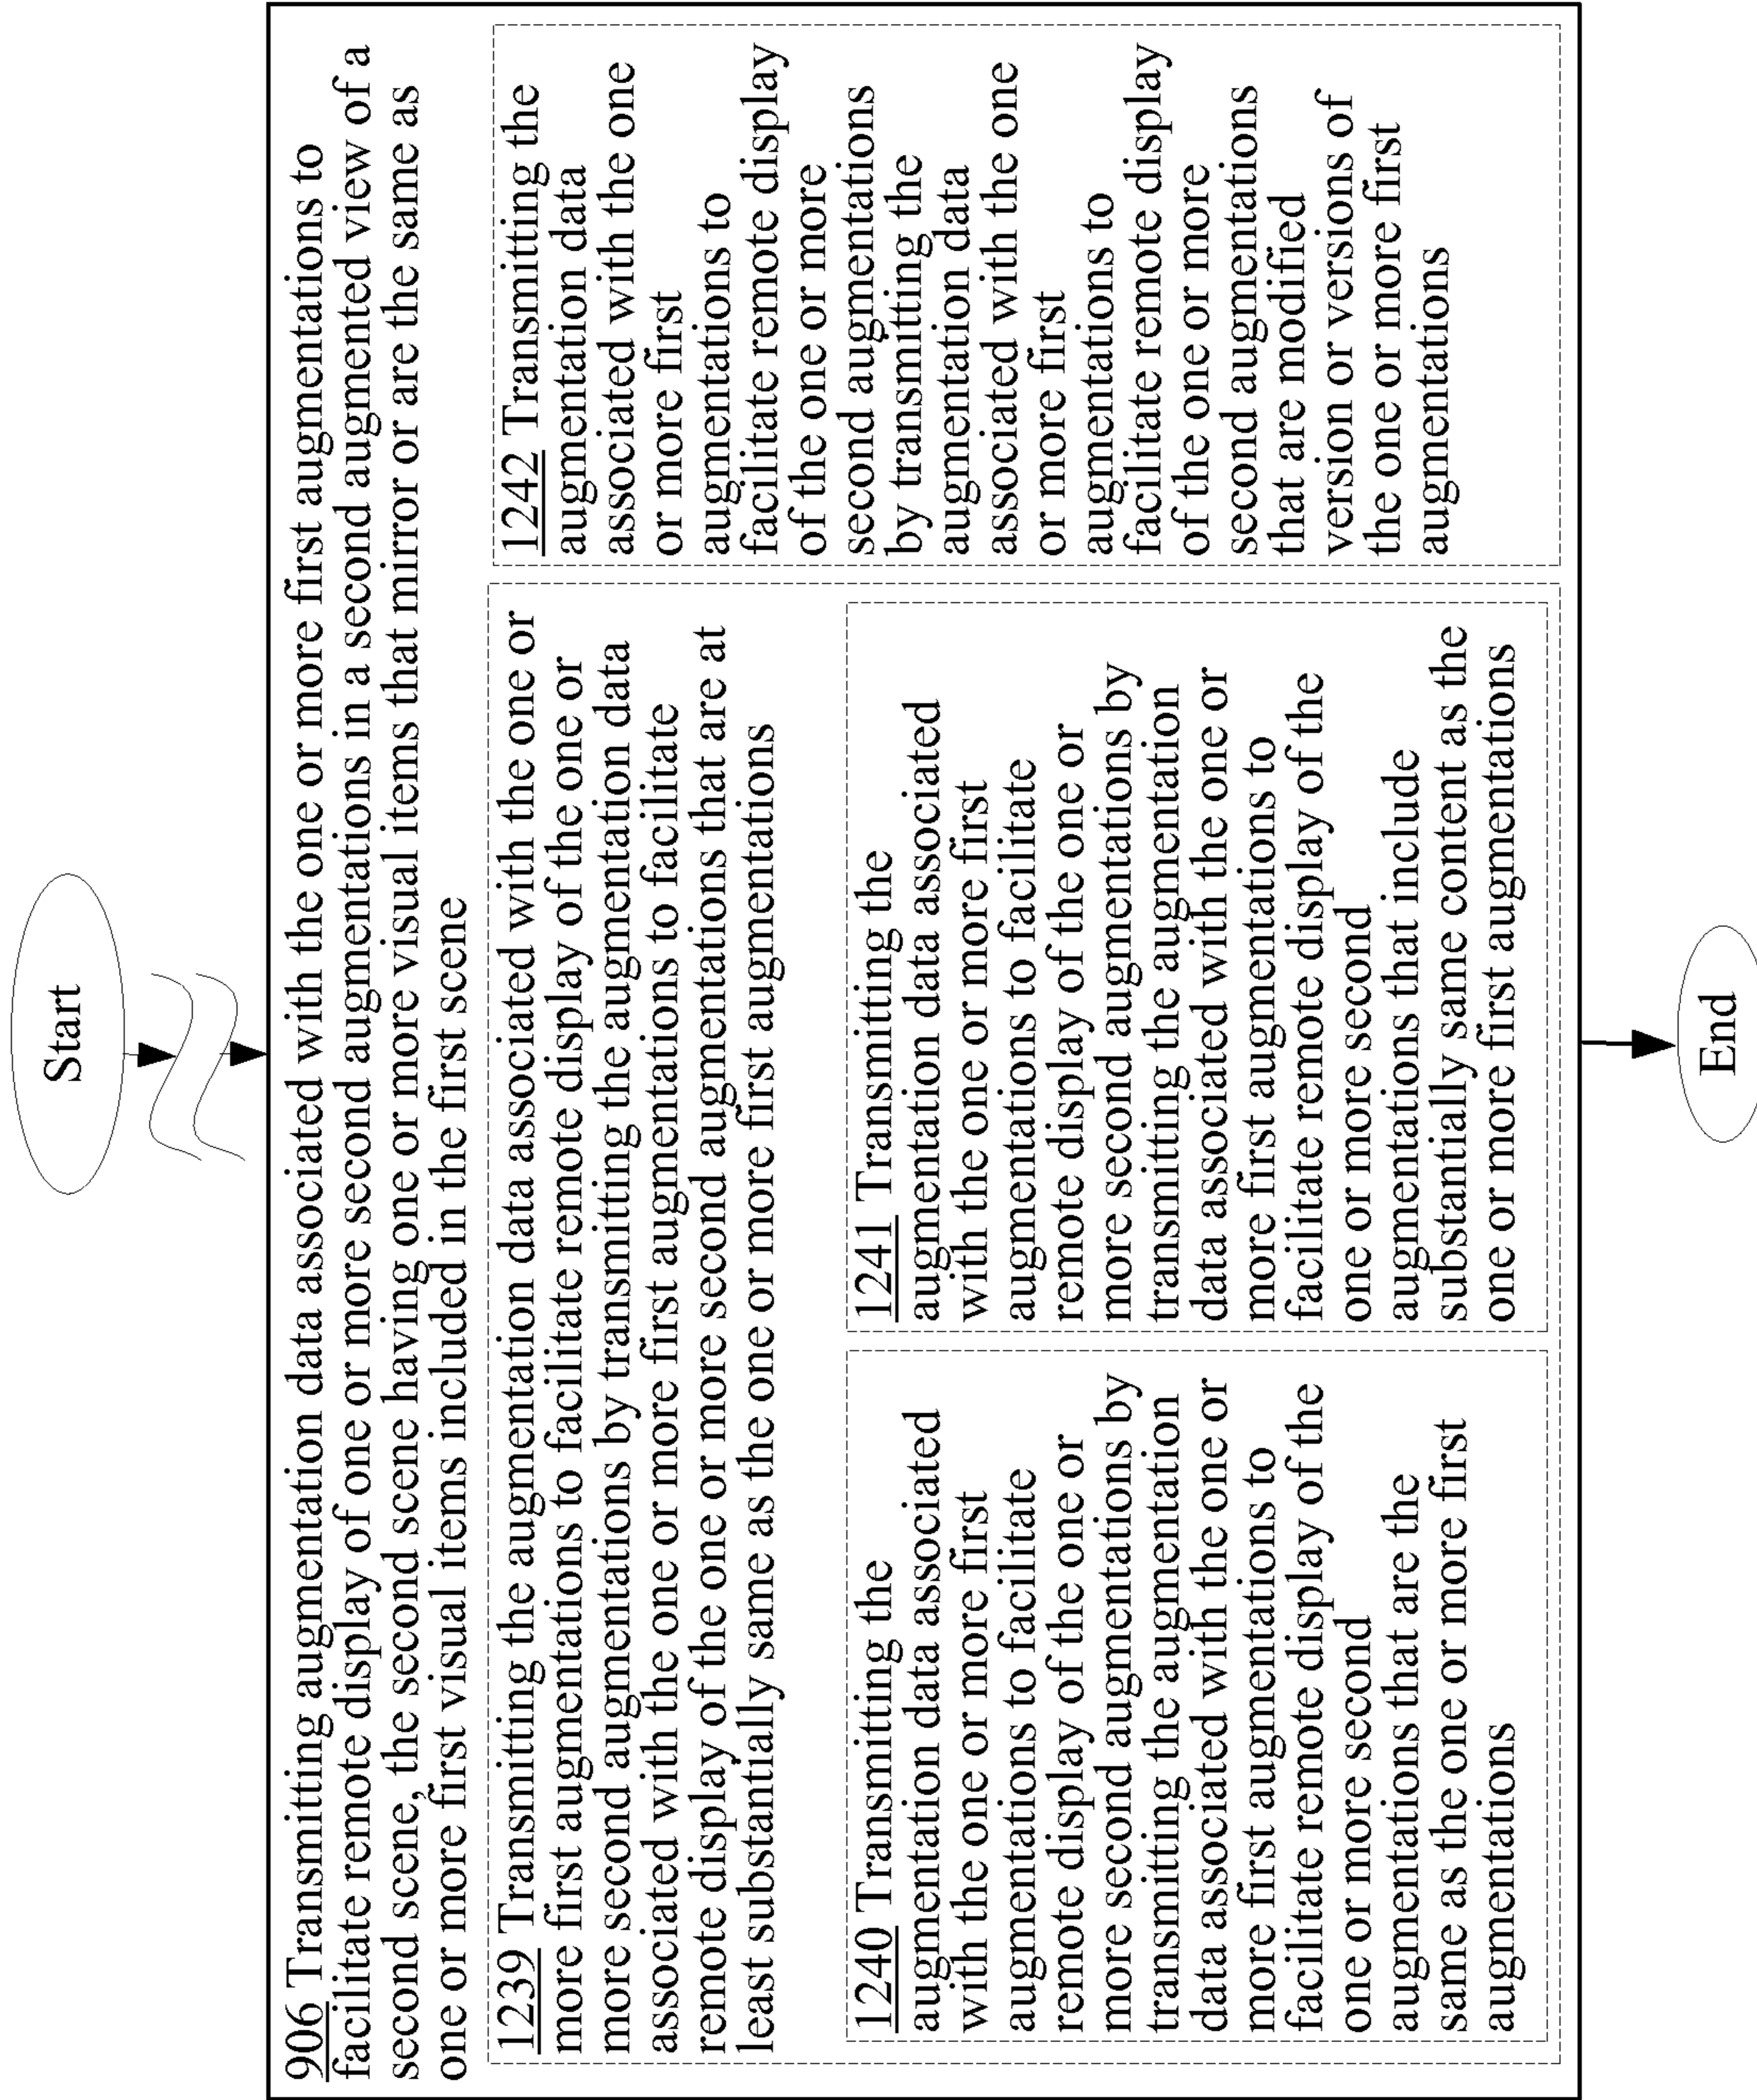 Start
906 Transmitting augmentation data associated with the one or more first augmentations to
facilitate remote display of one or more second augmentations in a second augmented view of a
second scene, the second scene having one or more visual items that mirror or are the same as
one or more first visual items included in the first scene
1239 Transmitting the augmentation data associated with the one or
more first augmentations to facilitate remote display of the one or
more second augmentations by transmitting the augmentation data
associated with the one or more first augmentations to facilitate
remote display of the one or more second augmentations that are at
least substantially same as the one or more first augmentations
1240 Transmitting the
augmentation data associated
with the one or more first
augmentations to facilitate
remote display of the one or
more second augmentations by
transmitting the augmentation
data associated with the one or
more first augmentations to
facilitate remote display of the
one or more second
augmentations that are the
same as the one or more first
augmentations
1241 Transmitting the
augmentation data associated
with the one or more first
augmentations to facilitate
remote display of the one or
more second augmentations by
transmitting the augmentation
data associated with the one or
more first augmentations to
facilitate remote display of the
one or more second
augmentations that include
substantially same content as the
one or more first augmentations
1242 Transmitting the
augmentation data
associated with the one
or more first
augmentations to
facilitate remote display
of the one or more
second augmentations
by transmitting the
augmentation data
associated with the one
or more first
augmentations to
facilitate remote display
of the one or more
second augmentations
that are modified
version or versions of
the one or more first
augmentations
End